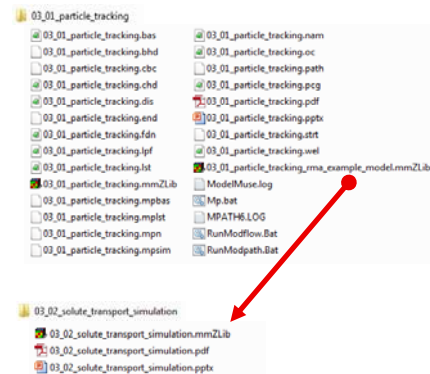 03_01_particle_tracking
03_01_particle_tracking.bas
03_01_particle_tracking.bhd
03_01_particle_tracking.cbc
03_01_particle_tracking.chd
03_01_particle_tracking.dis
03_01_particle_tracking.end
03_01_particle_tracking.fdn
03_01_particle_tracking.lpf
03_01_particle_tracking.lst
03_01_particle_tracking.mmZLib
03_01_particle_tracking.mpbas
03_01_particle_tracking.mplst
03_01_particle_tracking.mpn
03_01_particle_tracking.mpsim
03_01_particle_tracking.nam
03_01_particle_tracking.oc
03_01_particle_tracking.path
03_01_particle_tracking.pcg
03_01_particle_tracking.pdf
03_01_particle_tracking.pptx
03_01_particle_tracking.strt
03_01_particle_tracking.wel
03_01_particle_tracking_rma_example_model.mmZLib
ModelMuse.log
Mp.bat
MPATH6.LOG
RunModflow.Bat
RunModpath.Bat
03_02_solute_transport_simulation
03_02_solute_transport_simulation.mmZLib
03_02_solute_transport_simulation.pdf
03_02_solute_transport_simulation.pptx